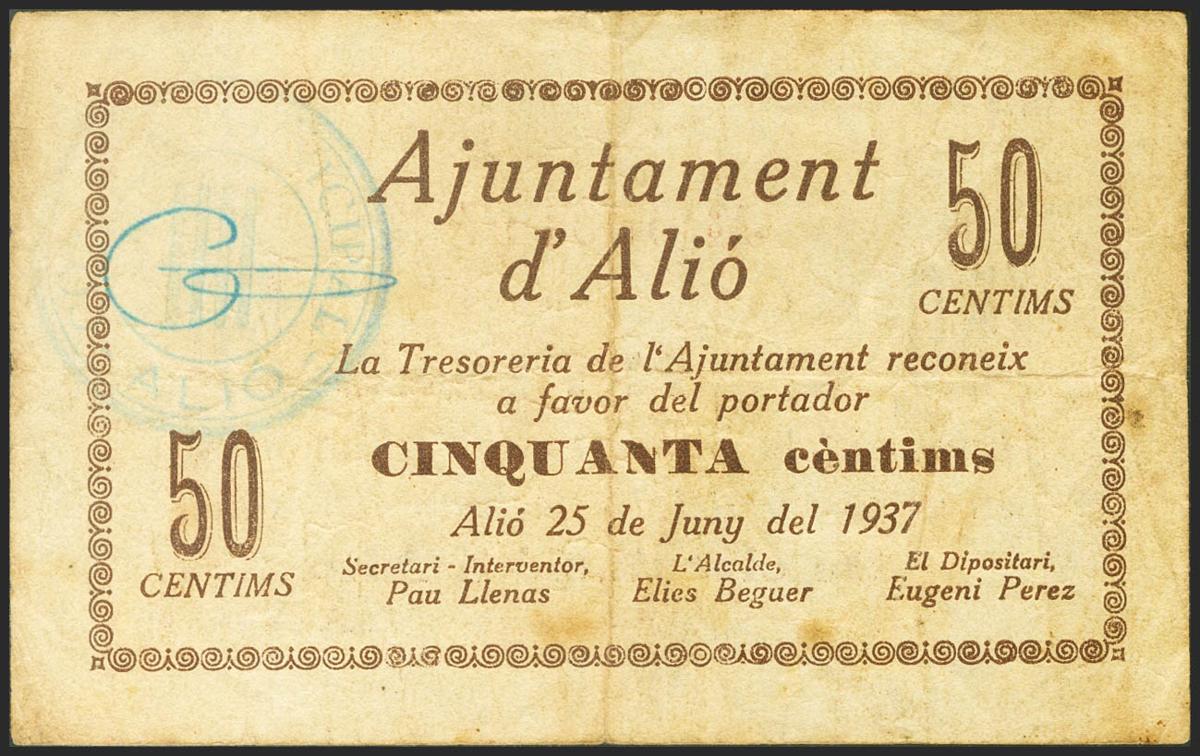 Ajuntament
d'Alió
50
CENTIMS
La Tresoreria de l'Ajuntament reconeix
a favor del portador
CINQUANTA cèntims
Alió 25 de Juny del 1937
50
CENTIMS
Secretari - Interventor,
Pau Llenas
L'Alcalde,
Elies Beguer
El Dipositari,
Eugeni Perez
ALIO